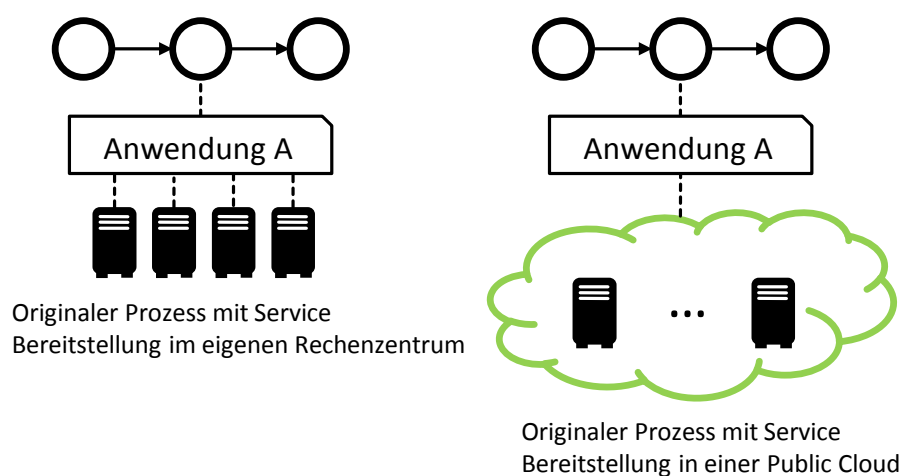 Anwendung A
Originaler Prozess mit Service
Bereitstellung im eigenen Rechenzentrum
Anwendung A
...
Originaler Prozess mit Service
Bereitstellung in einer Public Cloud